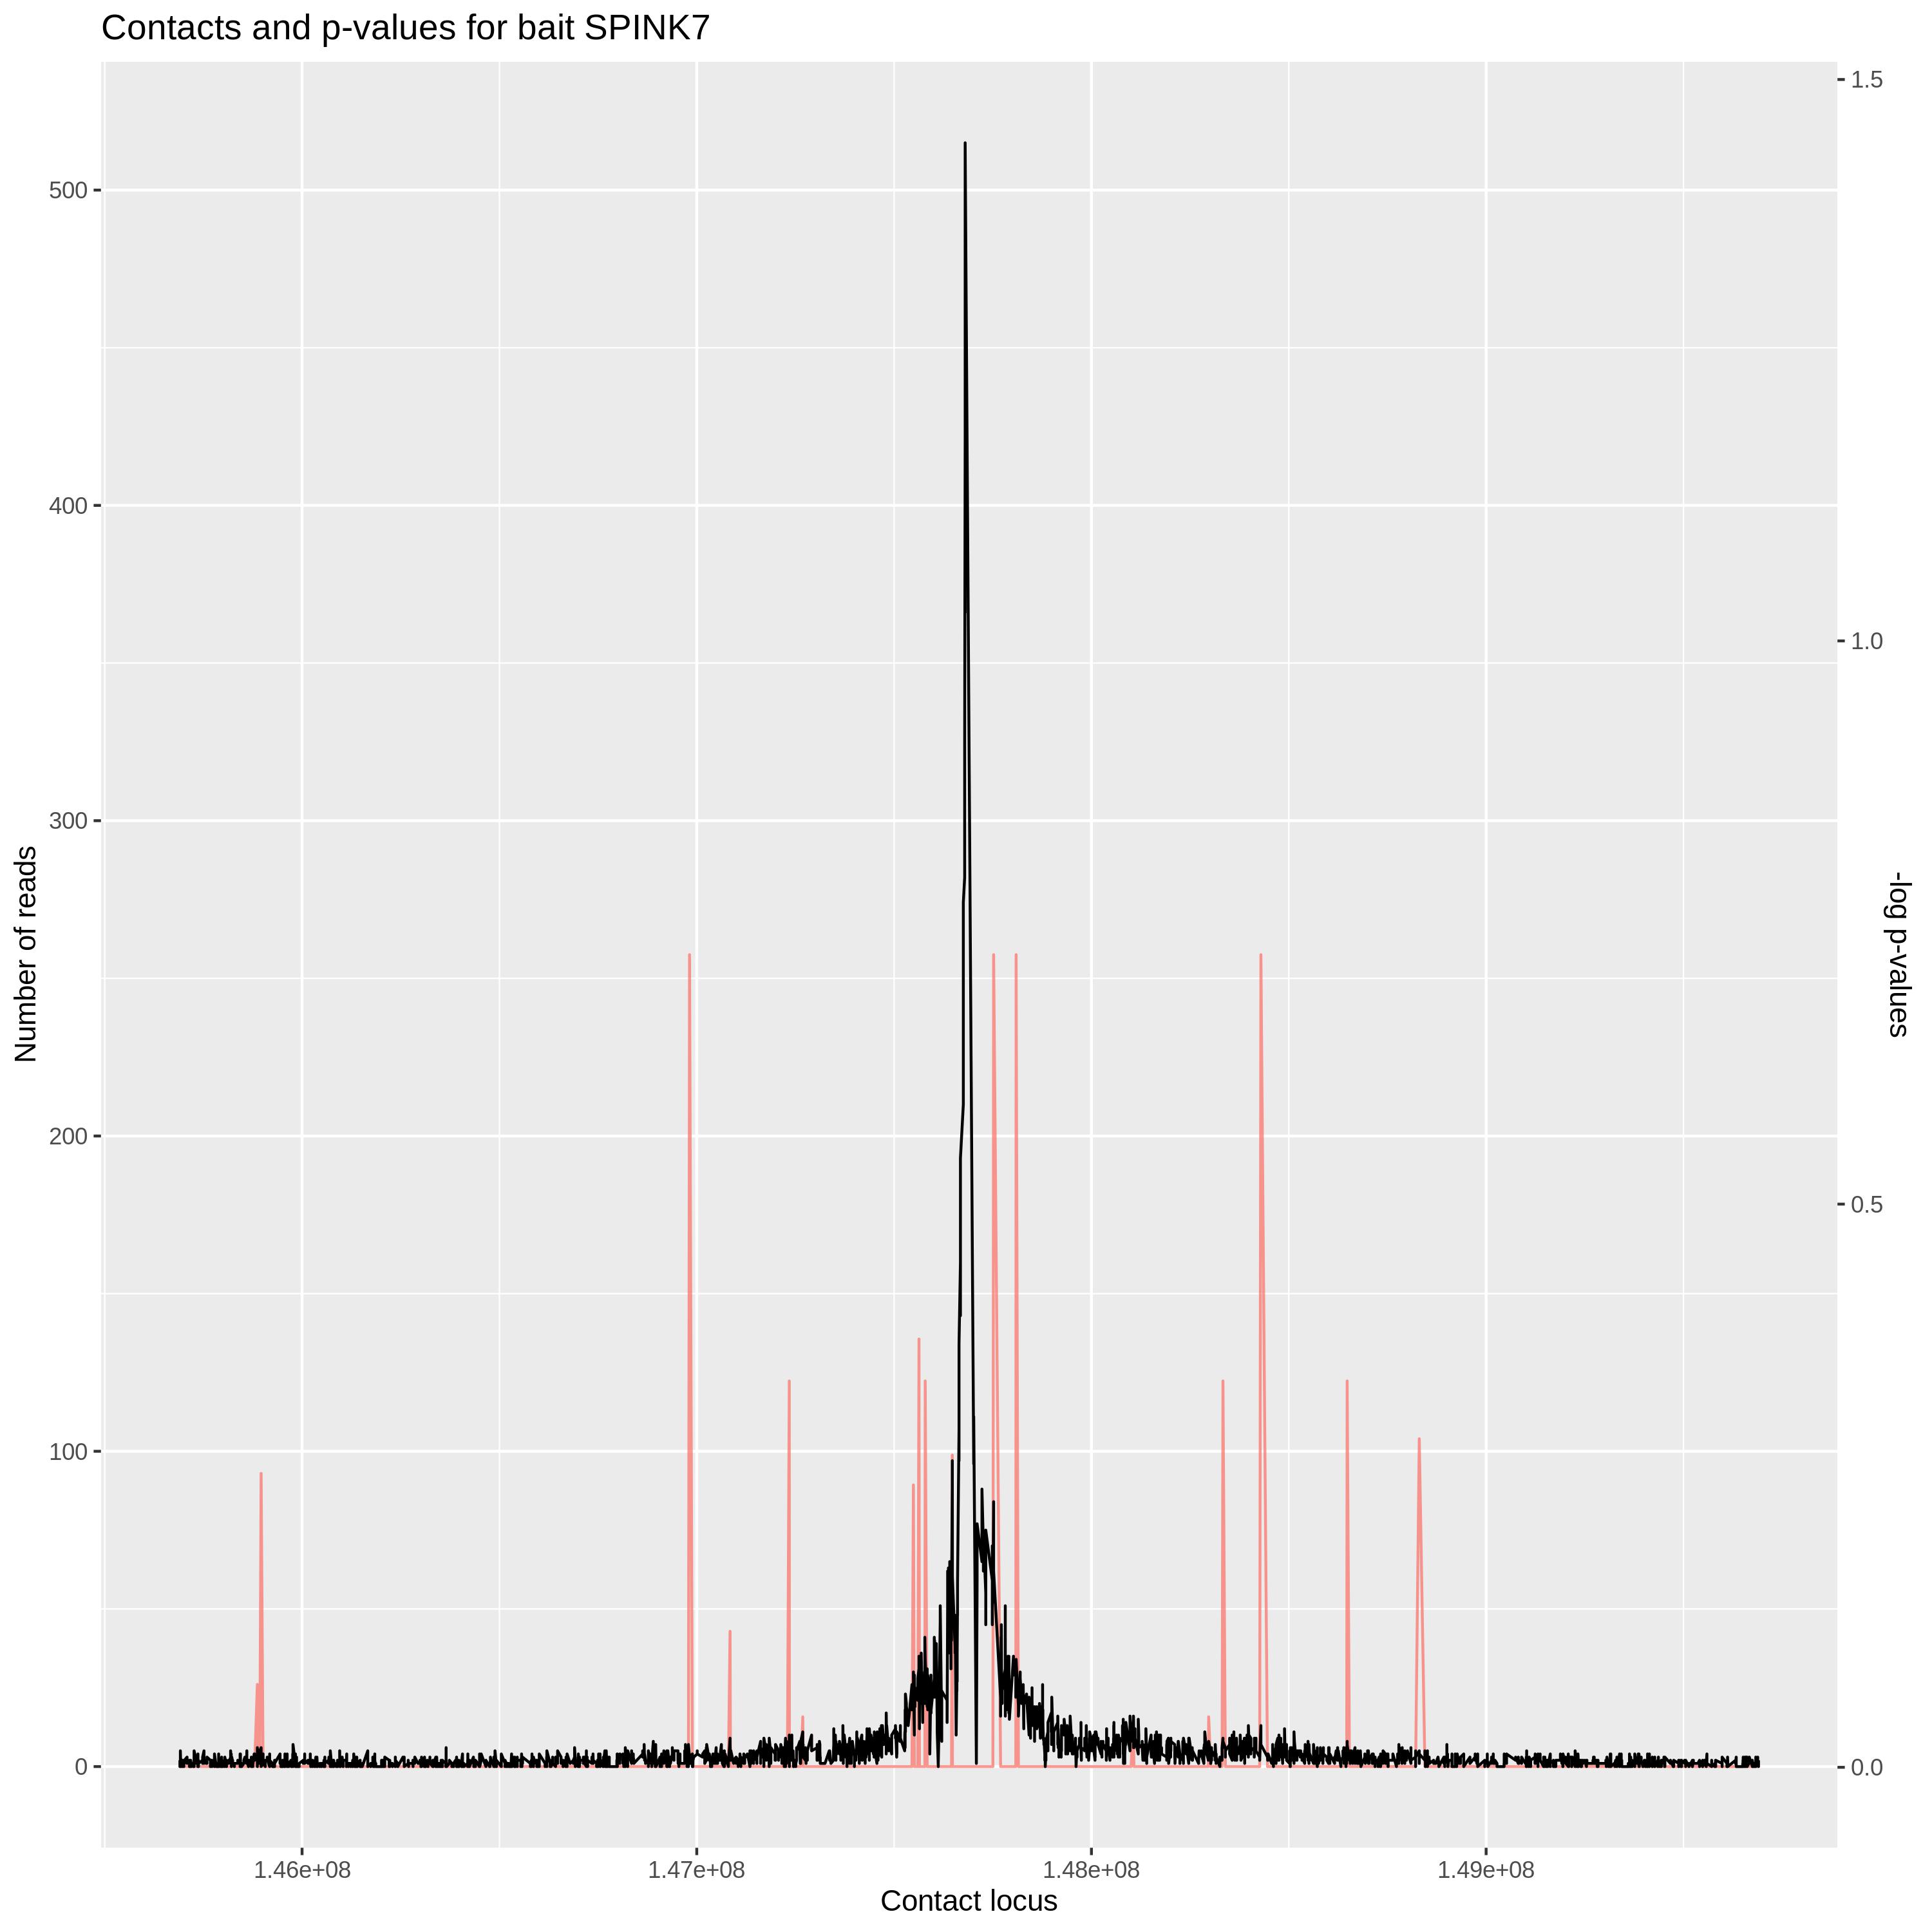 Contacts and p-values for bait SPINK7
1.5
500
400
1.0
300
Number of reads
-log p-values
200
0.5
100
0
0.0
1.46e+08
1.47e+08
1.48e+08
1.49e+08
Contact locus